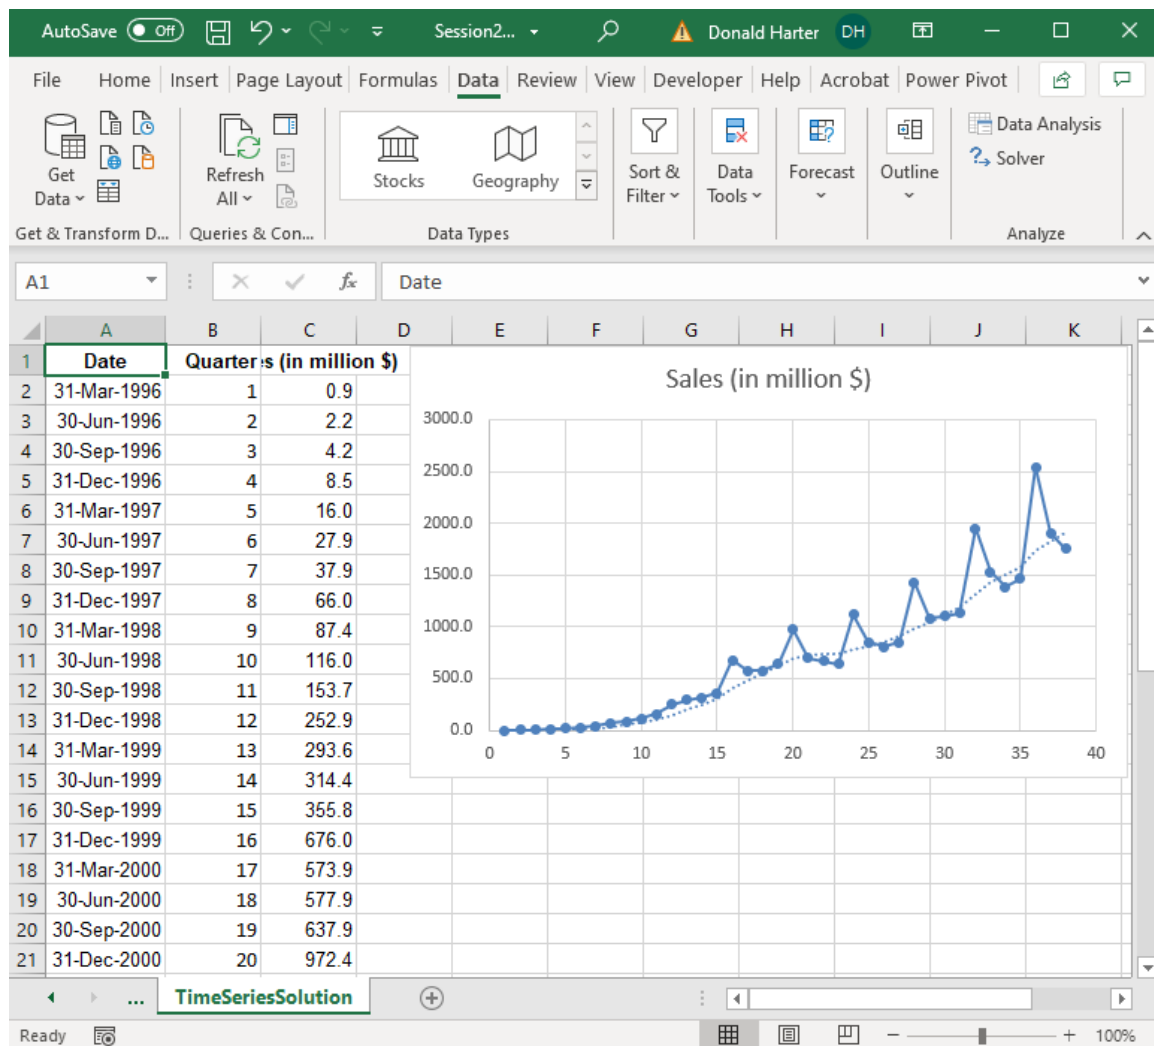 AutoSave Off Session2... Donald Harter DH
File Home Insert Page Layout Formulas Data Review View Developer Help Acrobat Power Pivot
Get Data
Refresh All
Stocks
Geography
Sort & Filter
Data Tools
Forecast
Outline
Data Analysis
Solver
Get & Transform D...
Queries & Con...
Data Types
Analyze
A1 fx Date
A B C D E F G H I J K
1 Date Quarter s (in million $)
2 31-Mar-1996 1 0.9
3 30-Jun-1996 2 2.2
4 30-Sep-1996 3 4.2
5 31-Dec-1996 4 8.5
6 31-Mar-1997 5 16.0
7 30-Jun-1997 6 27.9
8 30-Sep-1997 7 37.9
9 31-Dec-1997 8 66.0
10 31-Mar-1998 9 87.4
11 30-Jun-1998 10 116.0
12 30-Sep-1998 11 153.7
13 31-Dec-1998 12 252.9
14 31-Mar-1999 13 293.6
15 30-Jun-1999 14 314.4
16 30-Sep-1999 15 355.8
17 31-Dec-1999 16 676.0
18 31-Mar-2000 17 573.9
19 30-Jun-2000 18 577.9
20 30-Sep-2000 19 637.9
21 31-Dec-2000 20 972.4
Sales (in million $)
3000.0
2500.0
2000.0
1500.0
1000.0
500.0
0.0
0 5 10 15 20 25 30 35 40
... TimeSeriesSolution
Ready 100%